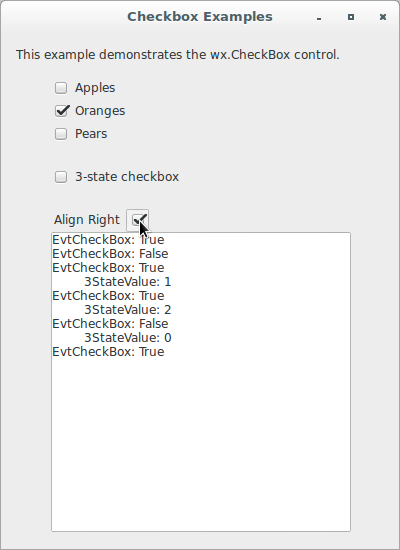 Checkbox Examples
This example demonstrates the wx.CheckBox control.
Apples
Oranges
Pears
3-state checkbox
Align Right
EvtCheckBox: True
EvtCheckBox: False
EvtCheckBox: True
3StateValue: 1
EvtCheckBox: True
3StateValue: 2
EvtCheckBox: False
3StateValue: 0
EvtCheckBox: True